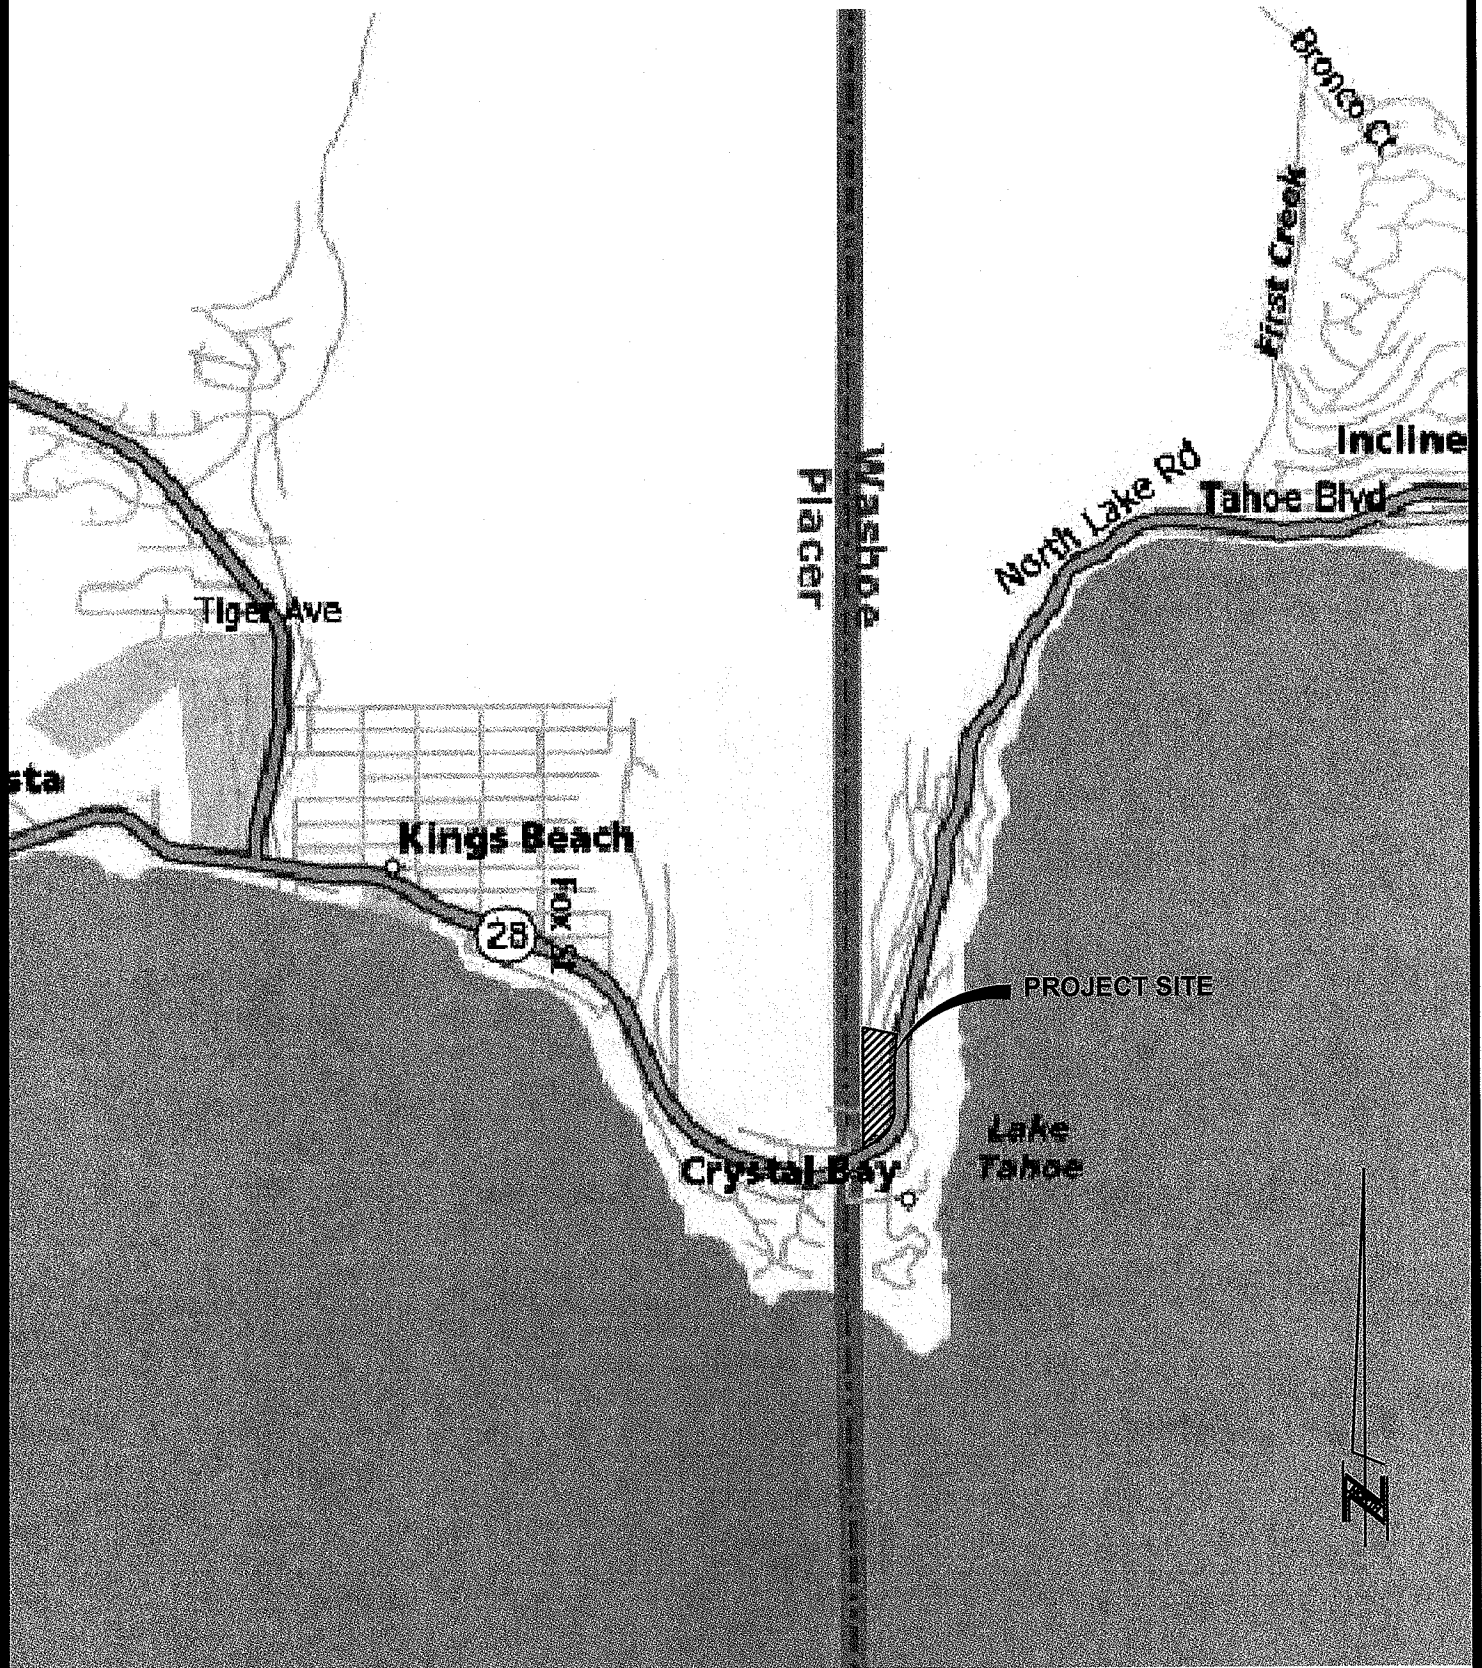 Bronco Cr
First Creek
Incline
North Lake Rd
Tahoe Blvd
Washoe
Placer
Tiger Ave
sta
Kings Beach
Fox St
28
PROJECT SITE
Lake
Tahoe
Crystal Bay
N